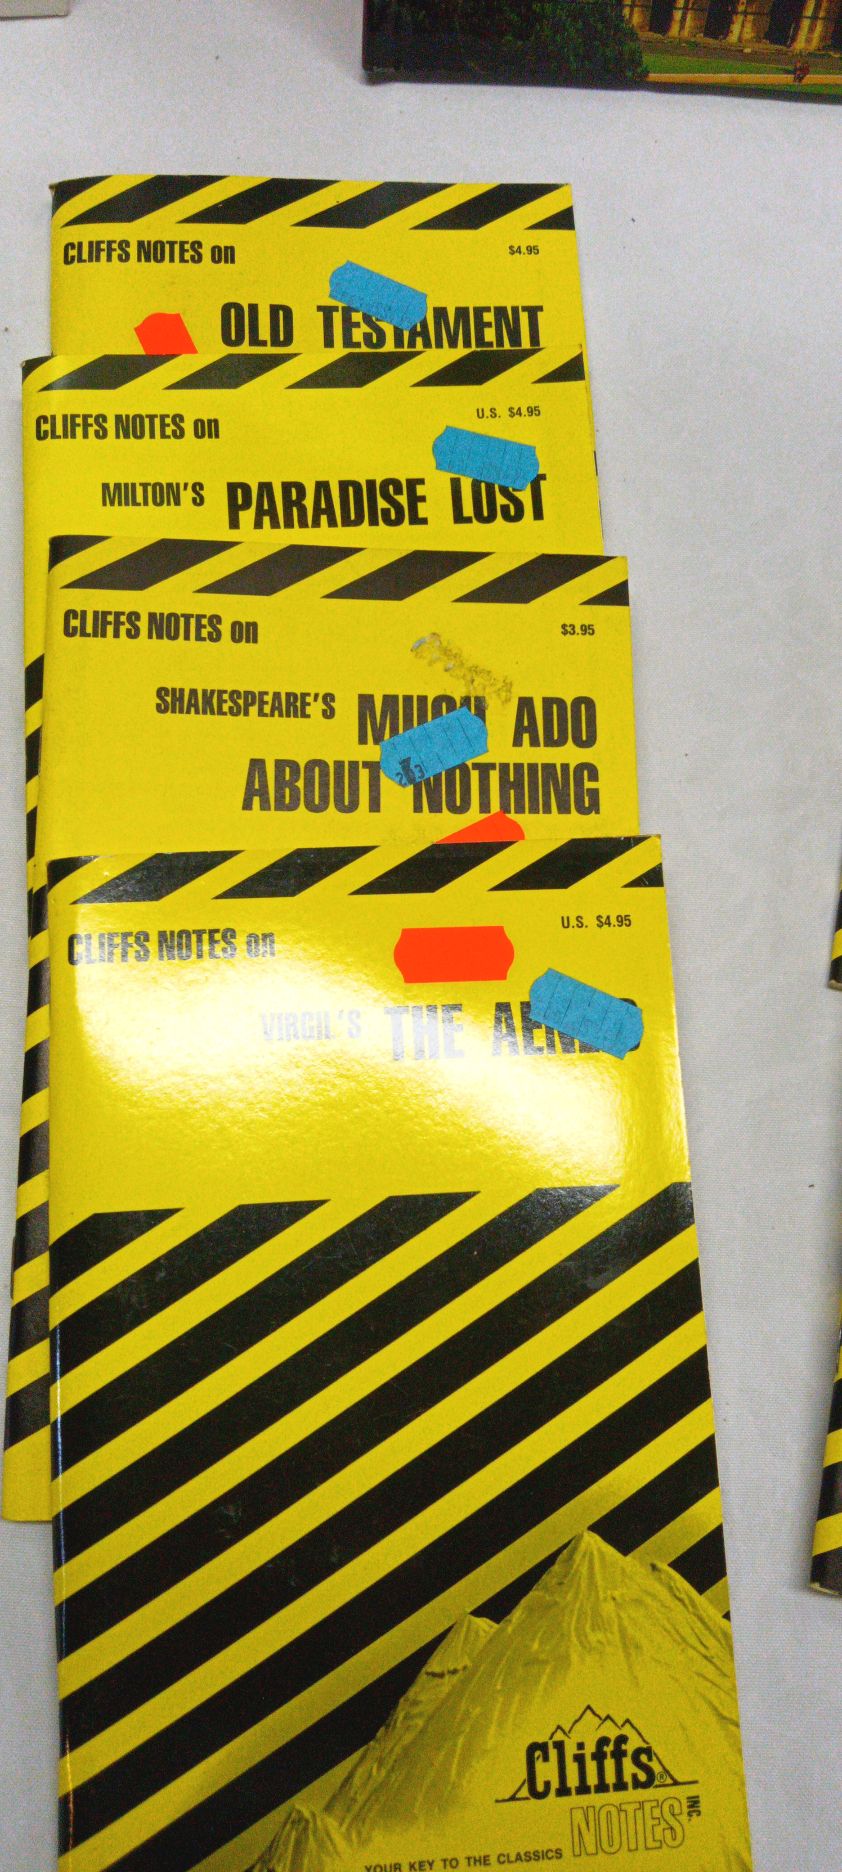 CLIFFS NOTES on
$4.95
OLD TESTAMENT
CLIFFS NOTES on
U.S. $4.95
MILTON'S PARADISE LOST
CLIFFS NOTES on
$3.95
SHAKESPEARE'S MUCH ADO
ABOUT NOTHING
CLIFFS NOTES on
U.S. $4.95
VIRGIL'S THE
Cliffs®
NOTES INC.
YOUR KEY TO THE CLASSICS